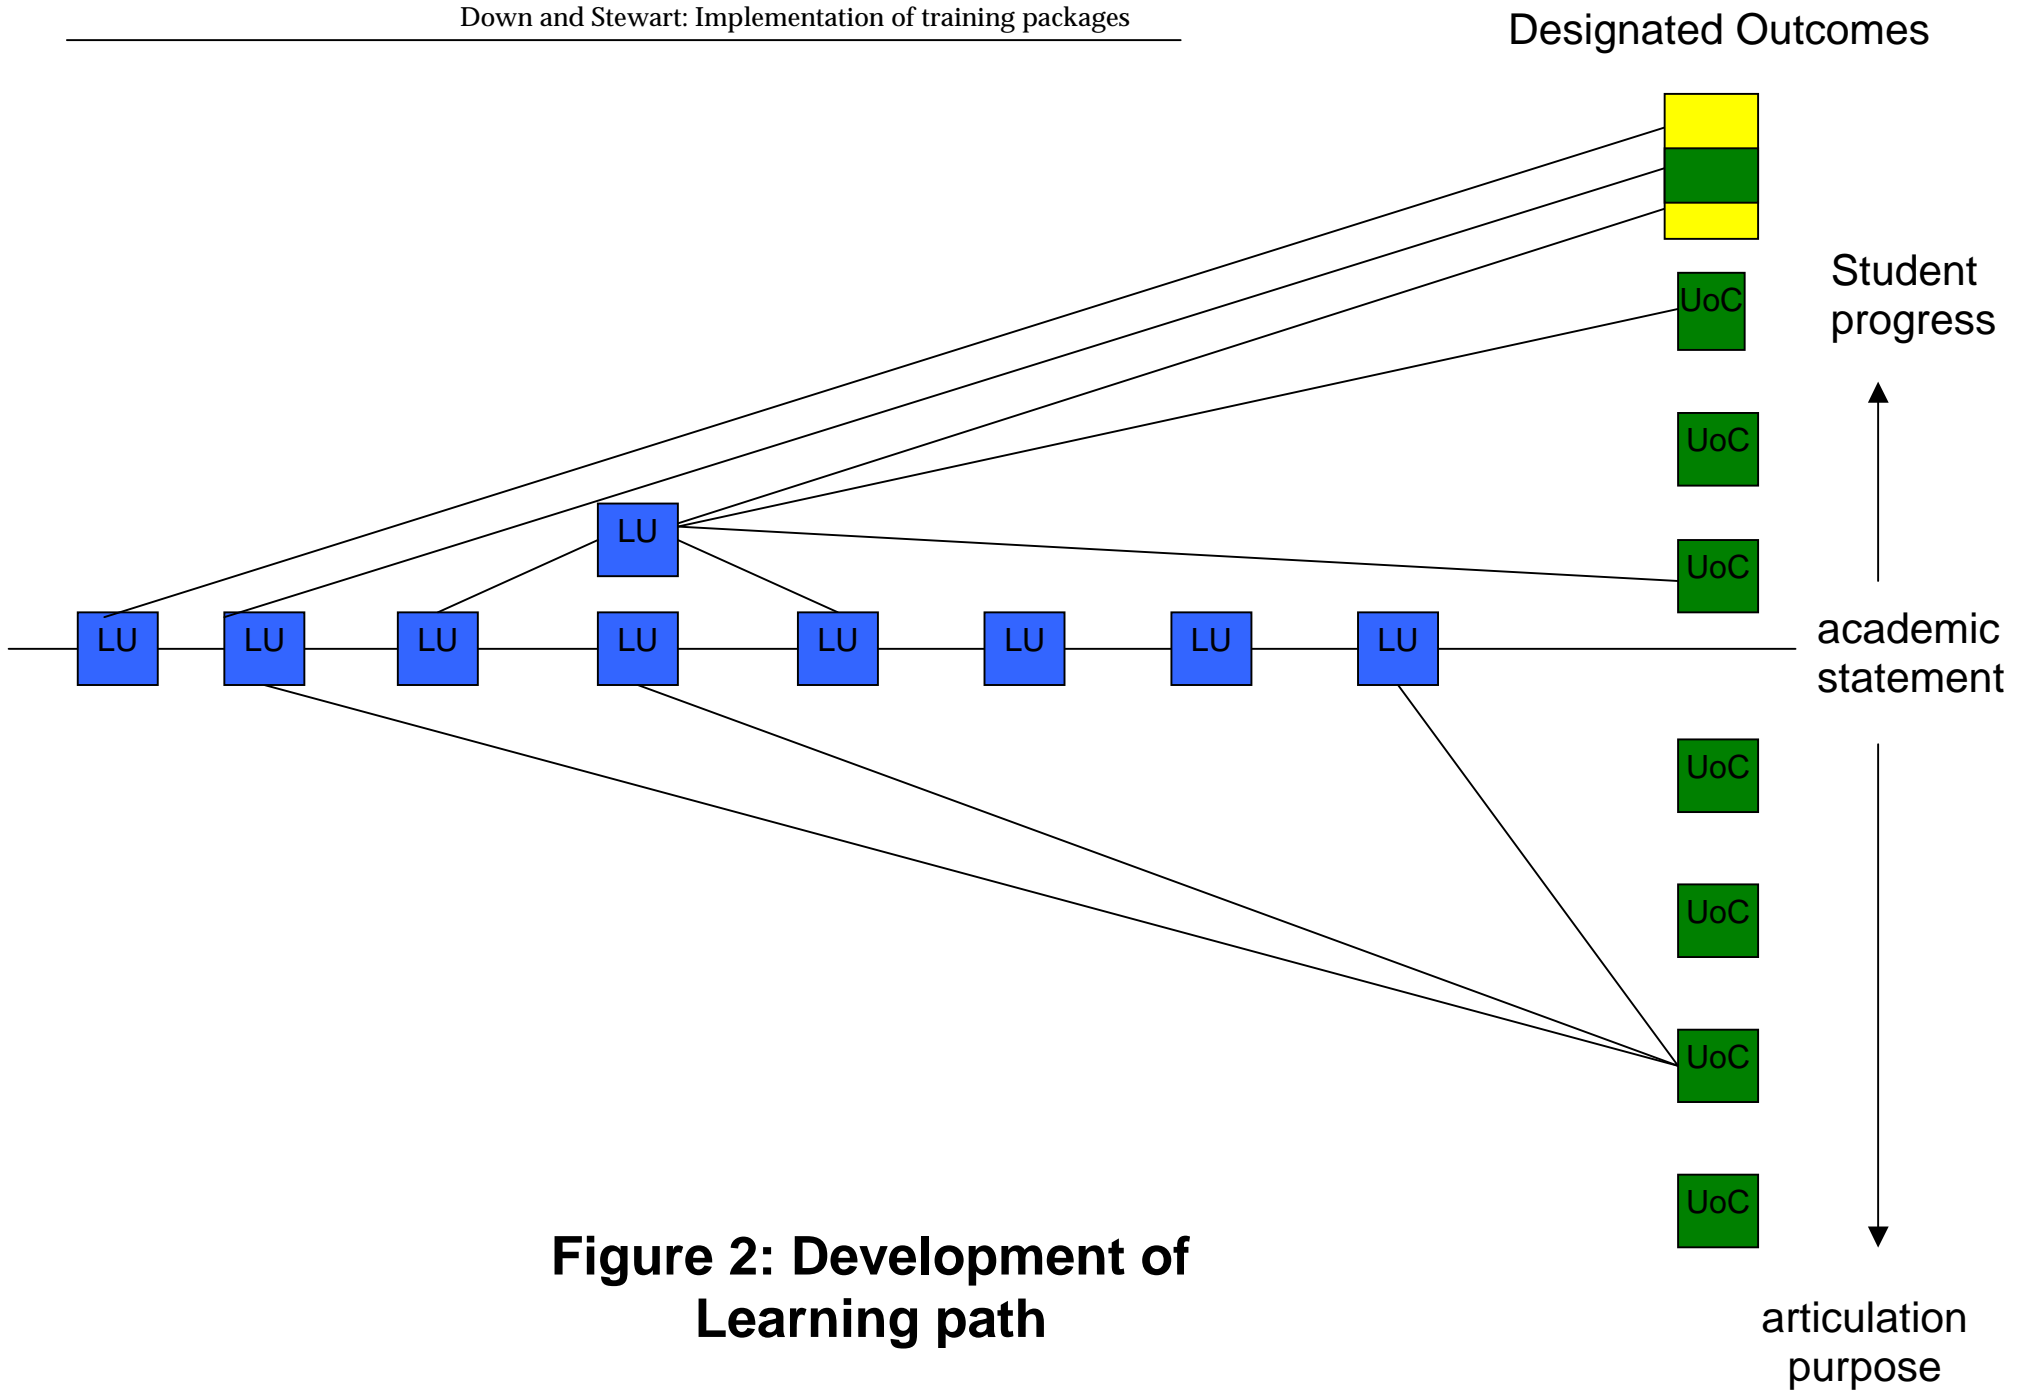 Down and Stewart: Implementation of training packages
Designated Outcomes
Student
progress
UoC
UoC
LU
UoC
LU
LU
LU
LU
LU
LU
LU
LU
academic
statement
UoC
UoC
UoC
UoC
Figure 2: Development of
Learning path
articulation
purpose